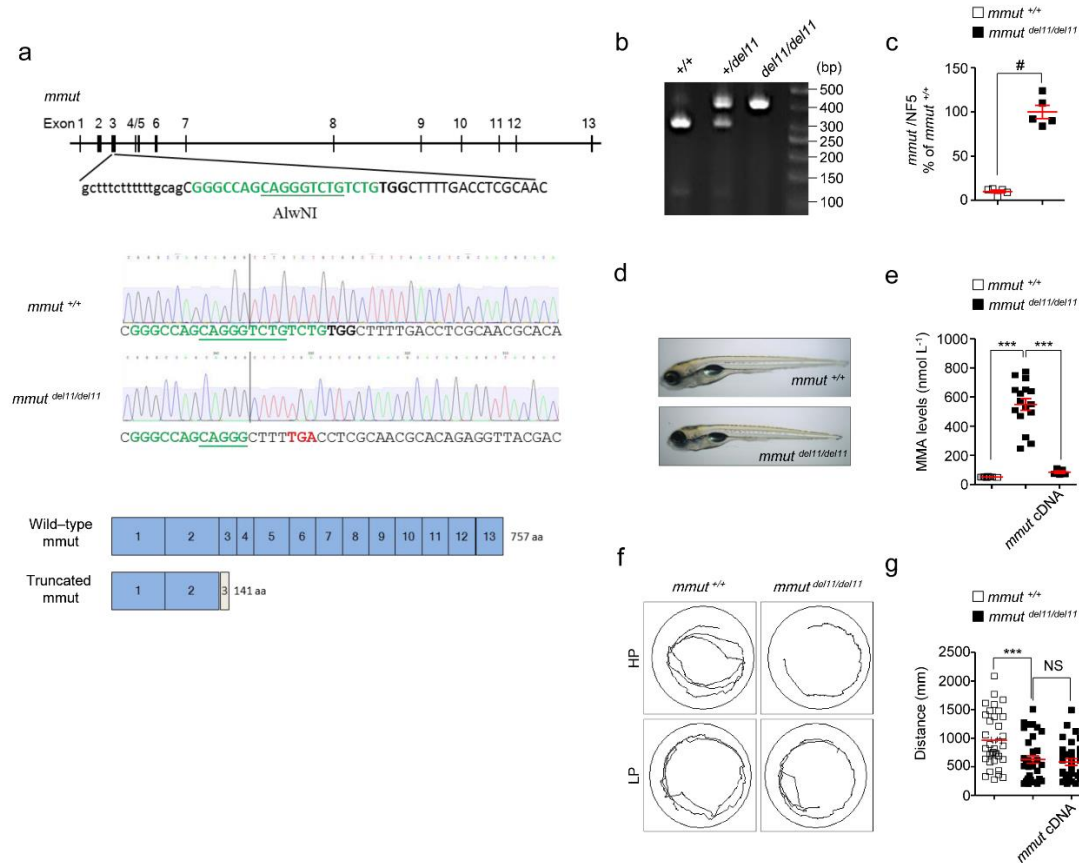 a
mmut
Exon 1 2 3 4/5 6 7 8 9 10 11 12 13
gctttctttttttgcagCGGGCCAGCAGGGTCTGTCTGTGGCTTTTGACCTCGCAAC
AlwNI
mmut +/+
CGGGCCAGCAGGGTCTGTCTGTGGCTTTTGACCTCGCAACGCACA
mmut del11/del11
CGGGCCAGCAGGGCTTTTGACCTCGCAACGCACAGAGGTTACGAC
Wild–type
mmut
1 2 3 4 5 6 7 8 9 10 11 12 13 757 aa
Truncated
mmut
1 2 3 141 aa
b
+/+ +/del11 del11/del11 (bp)
500
400
300
250
200
150
100
c
mmut +/+
mmut del11/del11
#
mmut /NF5
% of mmut +/+
150
100
50
0
d
mmut +/+
mmut del11/del11
e
mmut +/+
mmut del11/del11
*** ***
MMA levels (nmol L-1)
1000
800
600
400
200
0
mmut cDNA
f
mmut +/+ mmut del11/del11
HP
LP
g
mmut +/+
mmut del11/del11
*** NS
Distance (mm)
2500
2000
1500
1000
500
0
mmut cDNA